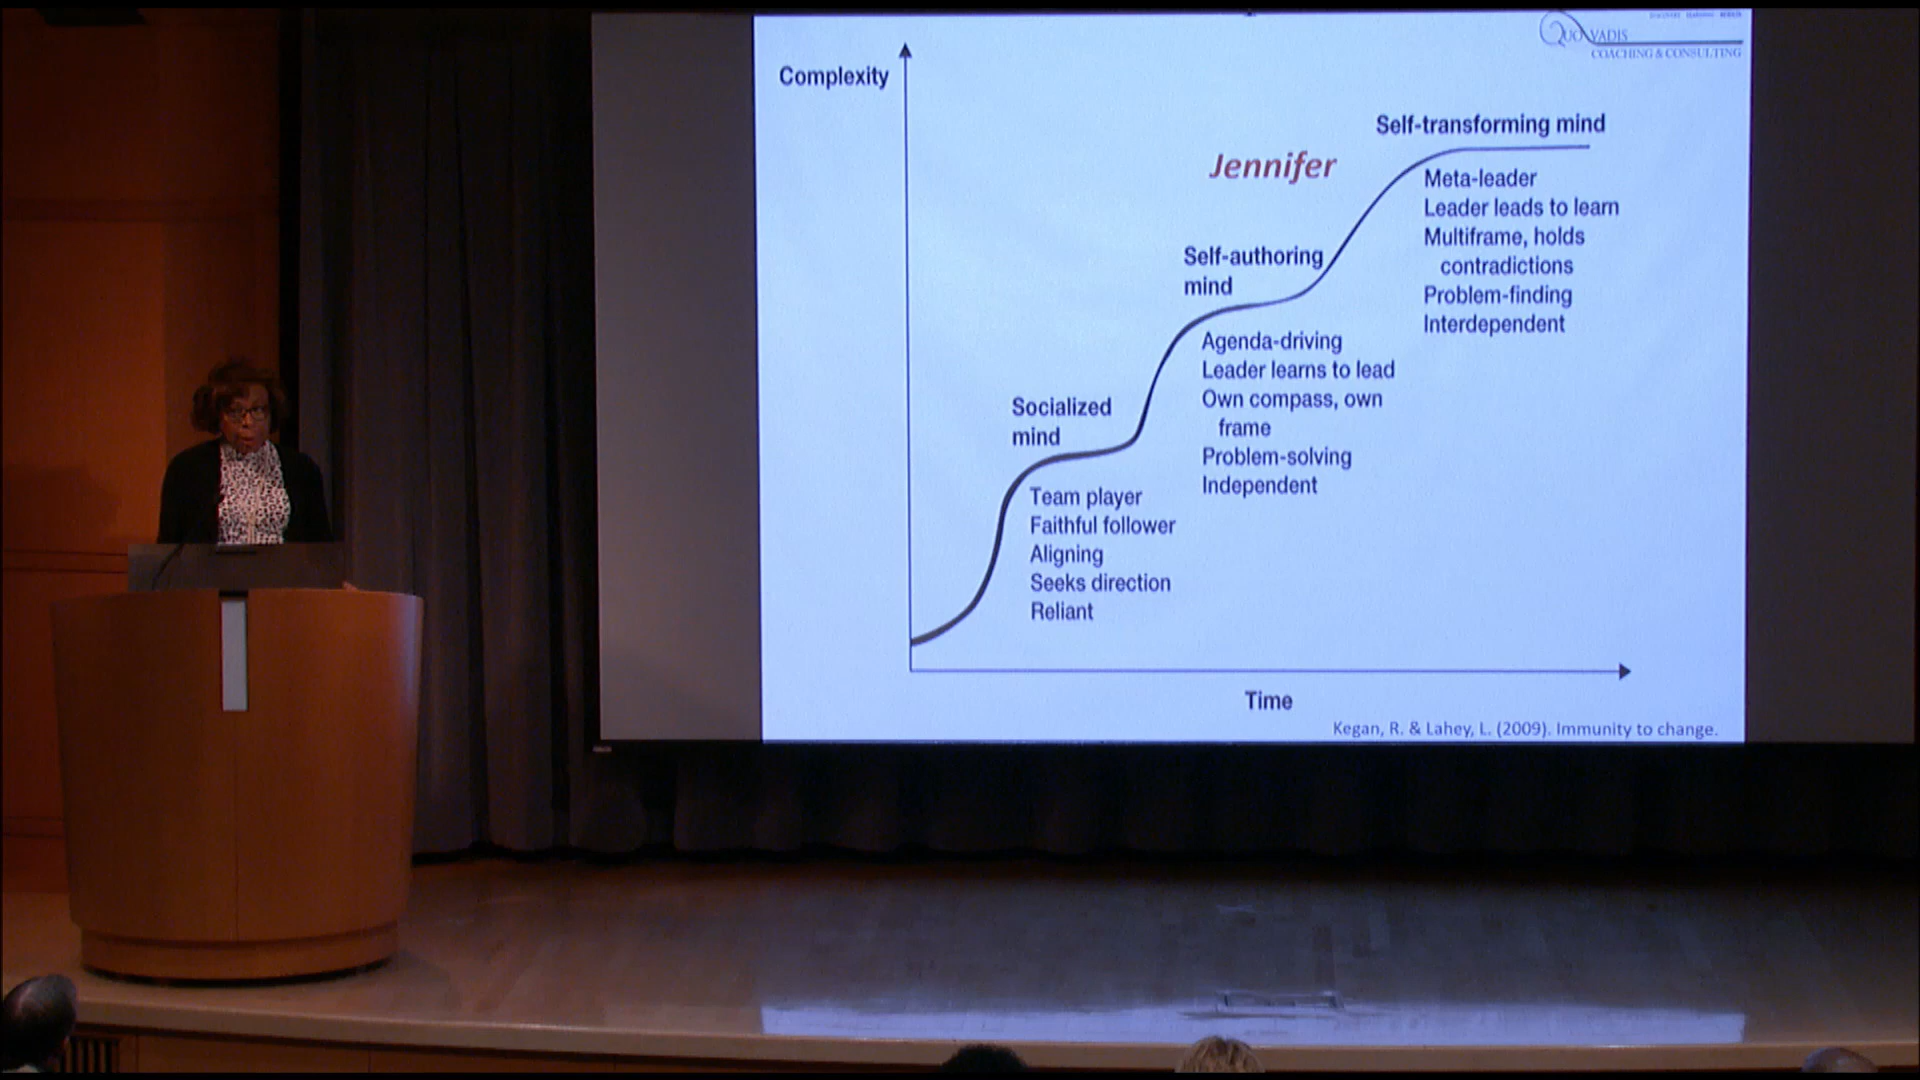 QUO VADIS
COACHING & CONSULTING
Complexity
Self-transforming mind
Jennifer
Meta-leader
Leader leads to learn
Multiframe, holds
contradictions
Problem-finding
Interdependent
Self-authoring
mind
Agenda-driving
Leader learns to lead
Own compass, own
frame
Problem-solving
Independent
Socialized
mind
Team player
Faithful follower
Aligning
Seeks direction
Reliant
Time
Kegan, R. & Lahey, L. (2009). Immunity to change.